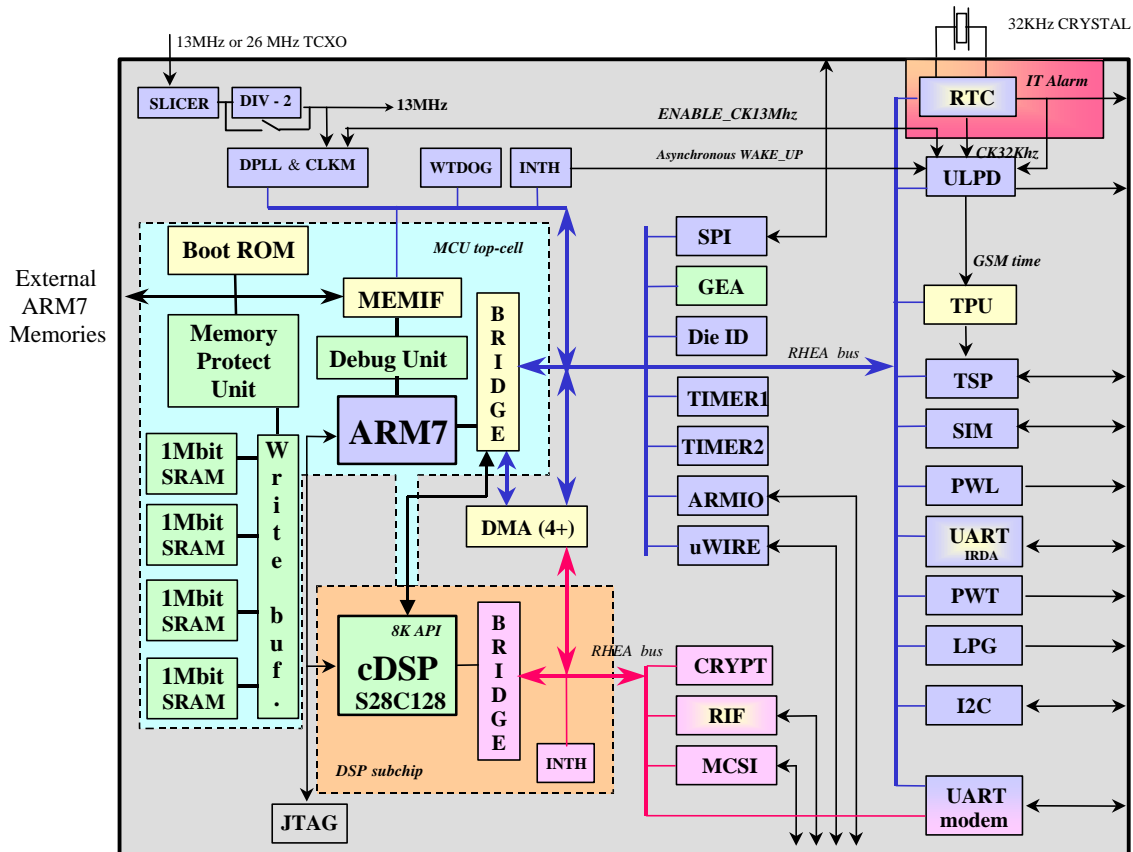 13MHz or 26 MHz TCXO
32KHz CRYSTAL
SLICER
DIV - 2
13MHz
IT Alarm
RTC
ENABLE_CK13Mhz
DPLL & CLKM
WTDOG
INTH
Asynchronous WAKE_UP
CK32Khz
ULPD
Boot ROM
MCU top-cell
SPI
GSM time
External
ARM7
Memories
MEMIF
GEA
TPU
Memory
Protect
Unit
Debug Unit
BRIDGE
Die ID
RHEA bus
TSP
ARM7
TIMER1
SIM
1Mbit
SRAM
Write buf.
TIMER2
PWL
1Mbit
SRAM
DMA (4+)
ARMIO
uWIRE
UART
IRDA
1Mbit
SRAM
8K API
cDSP
S28C128
BRIDGE
PWT
RHEA bus
CRYPT
LPG
1Mbit
SRAM
RIF
I2C
DSP subchip
INTH
MCSI
JTAG
UART
modem